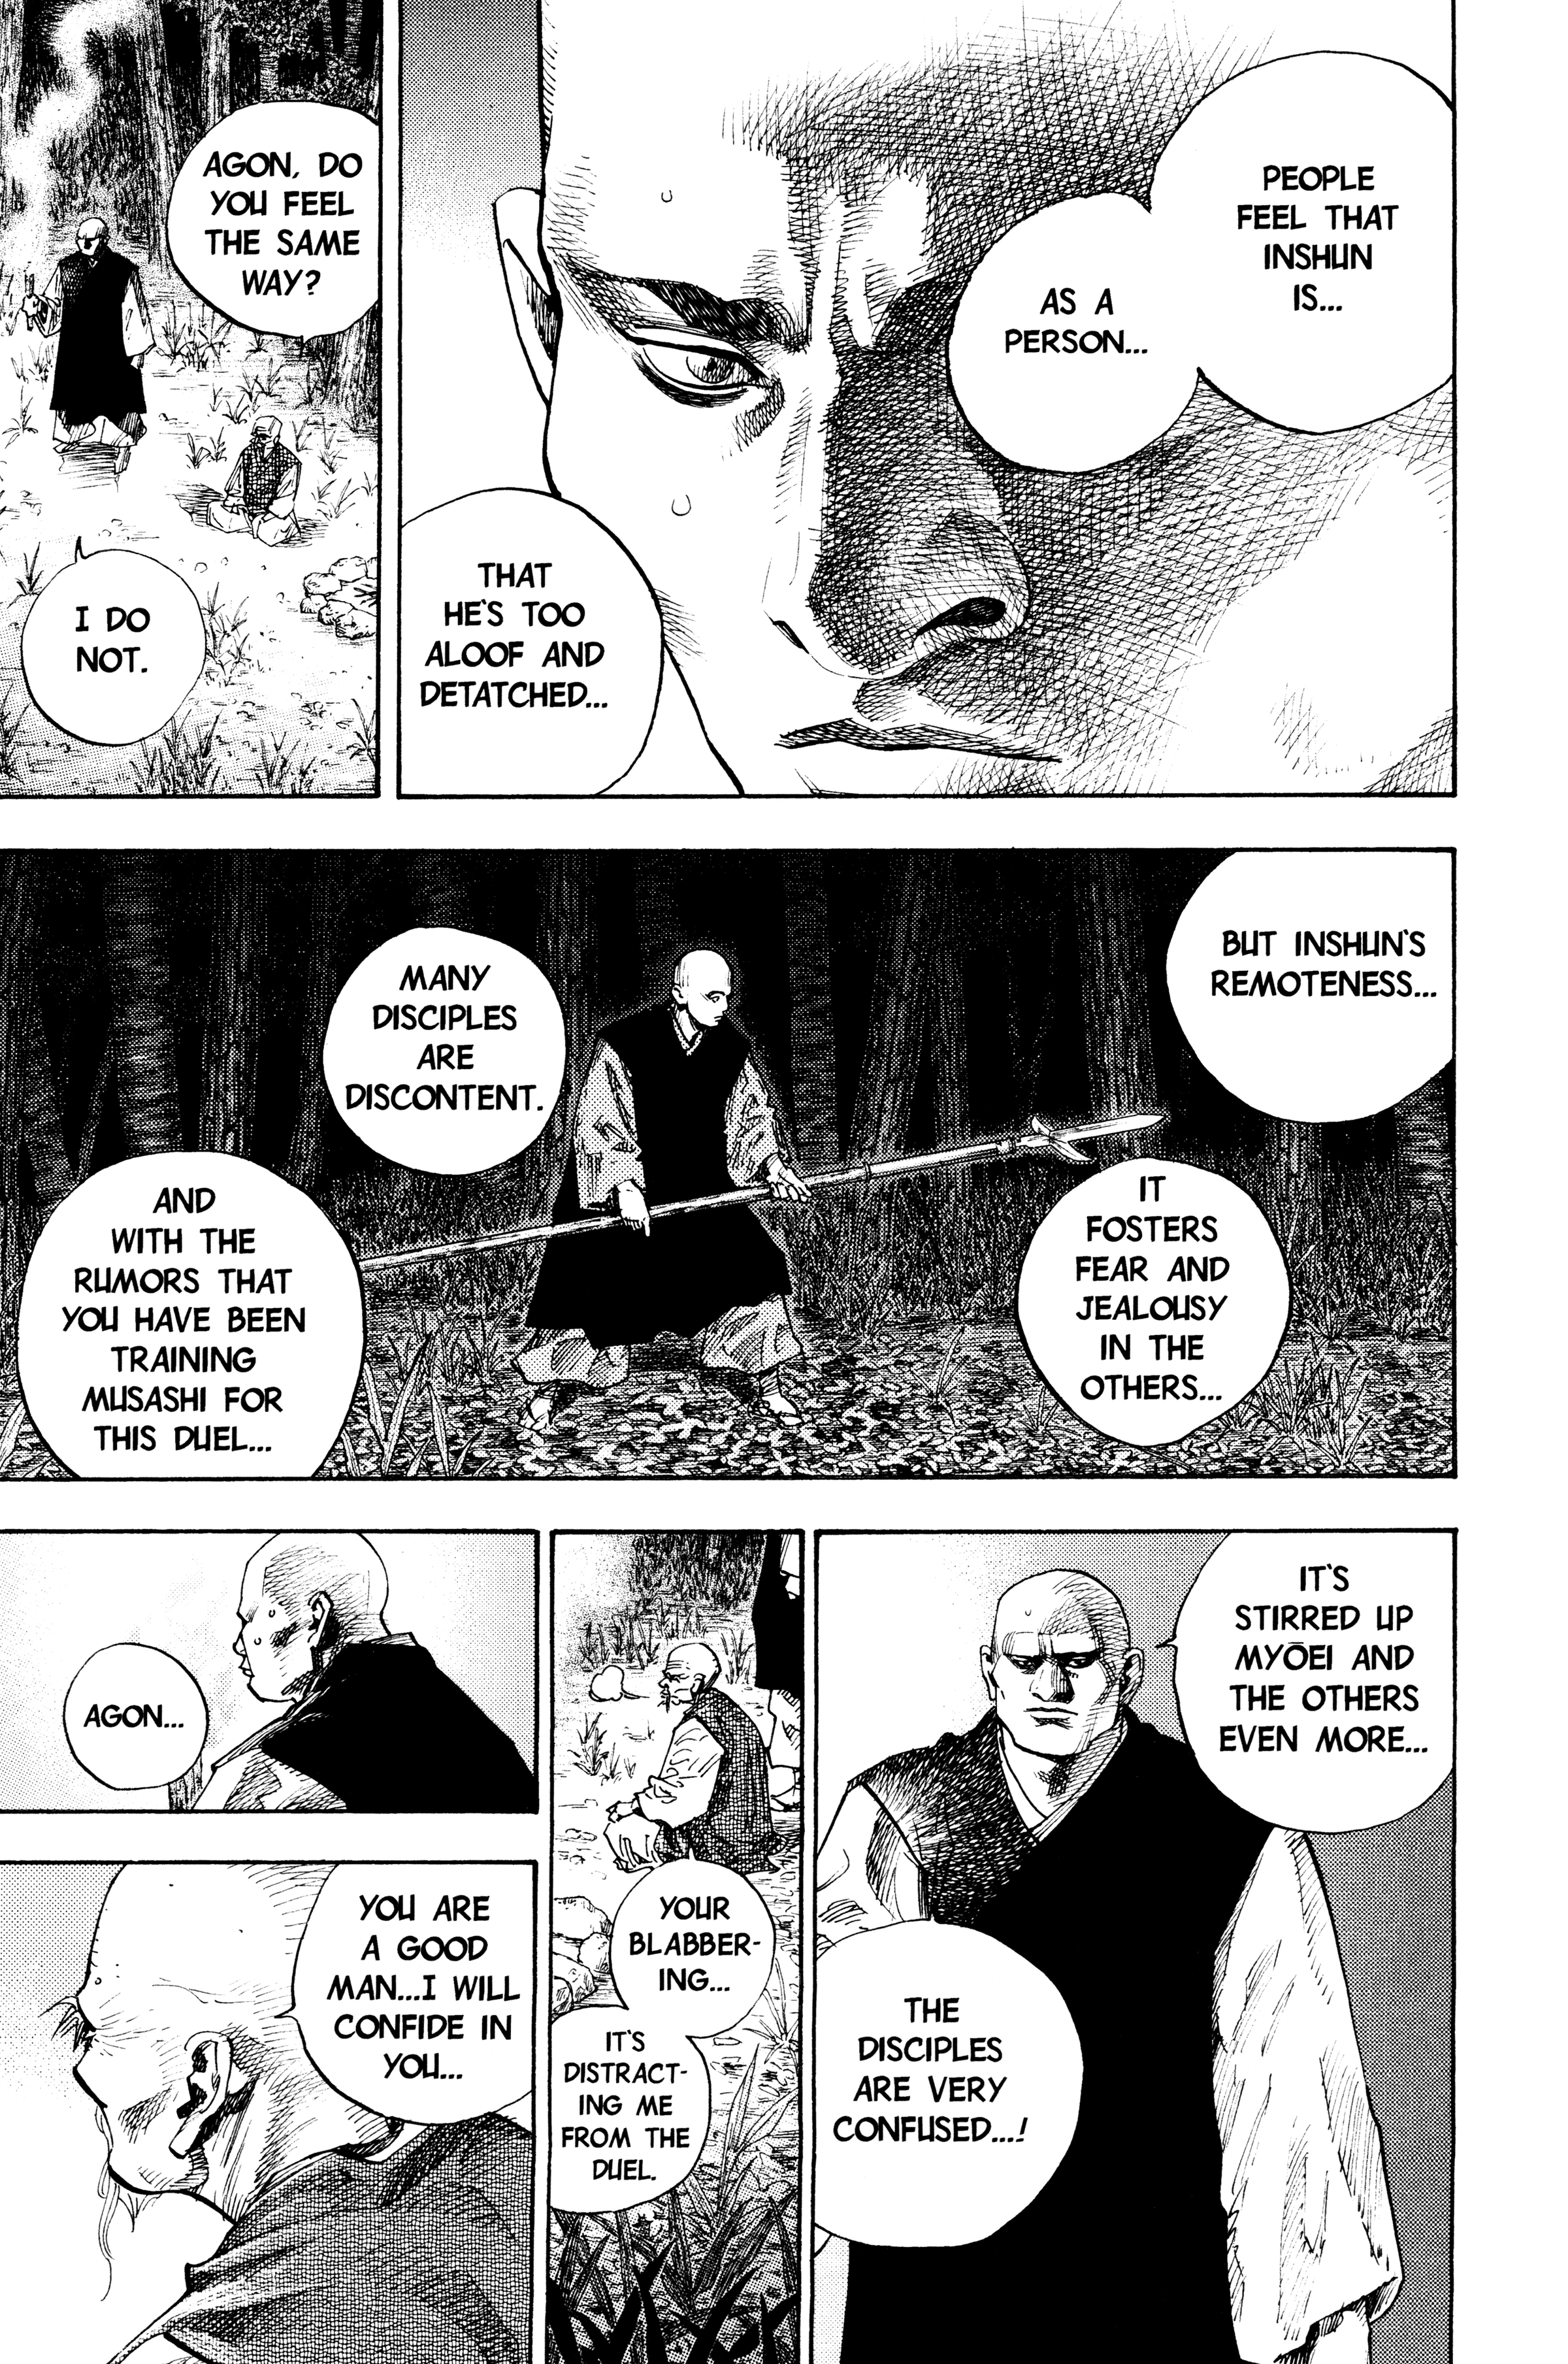 PEOPLE
FEEL THAT
INSHUN
IS...
AS A
PERSON...
THAT
HE'S TOO
ALOOF AND
DETATCHED...
AGON, DO
YOU FEEL
THE SAME
WAY?
I DO
NOT.
BUT INSHUN'S
REMOTENESS...
IT
FOSTERS
FEAR AND
JEALOUSY
IN THE
OTHERS...
MANY
DISCIPLES
ARE
DISCONTENT.
AND
WITH THE
RUMORS THAT
YOU HAVE BEEN
TRAINING
MUSASHI FOR
THIS DUEL...
IT'S
STIRRED UP
MYŌEI AND
THE OTHERS
EVEN MORE...
THE
DISCIPLES
ARE VERY
CONFUSED...!
YOUR
BLABBER-
ING...
IT'S
DISTRACT-
ING ME
FROM THE
DUEL.
AGON...
YOU ARE
A GOOD
MAN...I WILL
CONFIDE IN
YOU...